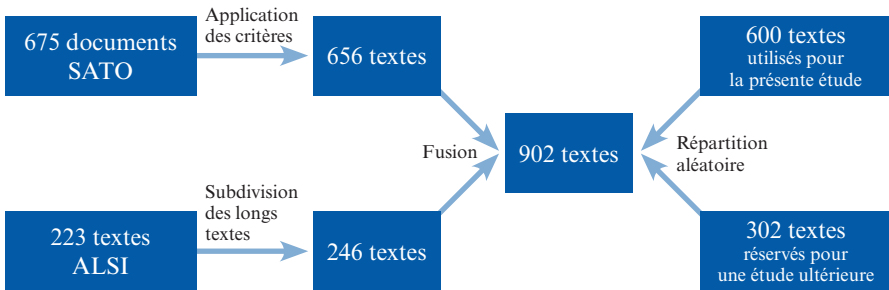 675 documents
SATO
Application
des critères
656 textes
223 textes
ALSI
Subdivision
des longs
textes
246 textes
Fusion
902 textes
Répartition
aléatoire
600 textes
utilisés pour
la présente étude
302 textes
réservés pour
une étude ultérieure